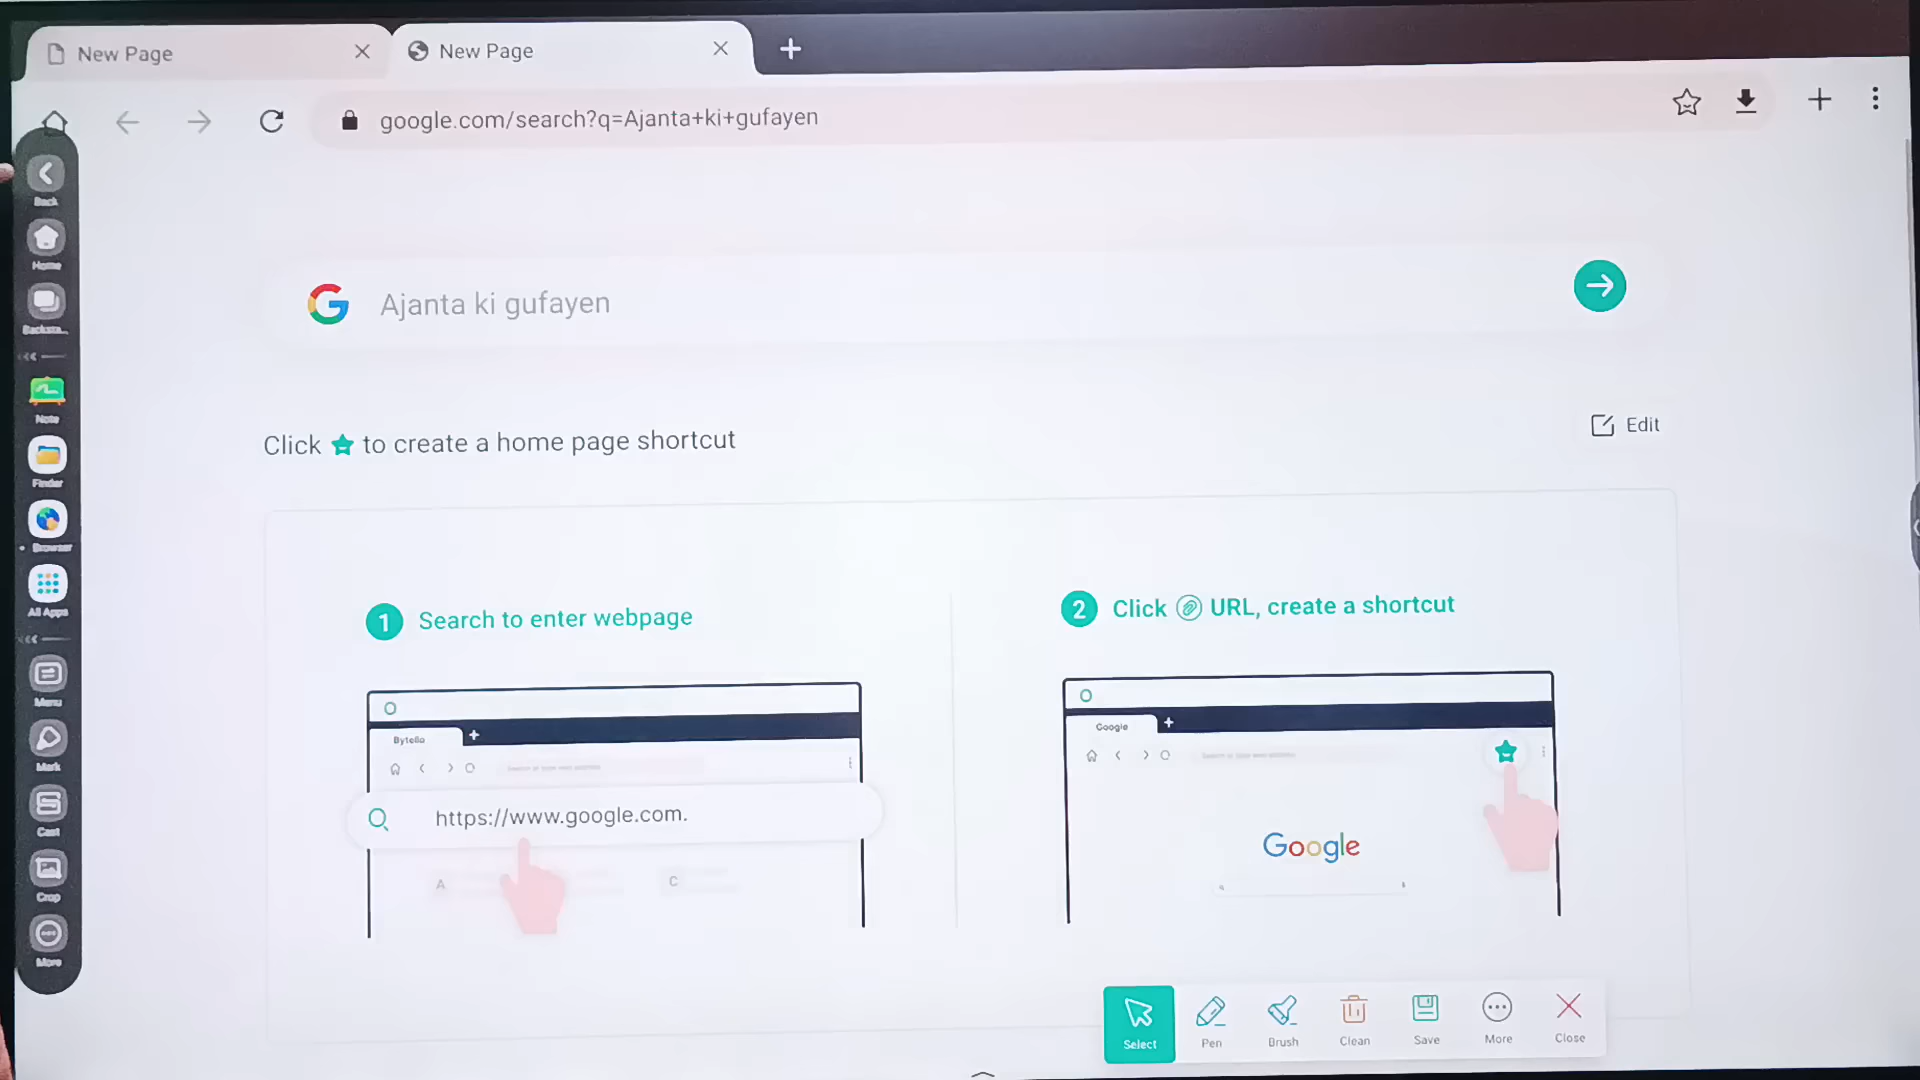 New Page
New Page
google.com/search?q=Ajanta+ki+gufayen
Back
Home
Backsta...
Note
Finder
Browser
All Apps
Menu
Mark
Cast
Crop
More
Ajanta ki gufayen
Click to create a home page shortcut
Edit
1 Search to enter webpage
Bytello
https://www.google.com.
A
C
2 Click URL, create a shortcut
Google
Google
Select
Pen
Brush
Clean
Save
More
Close